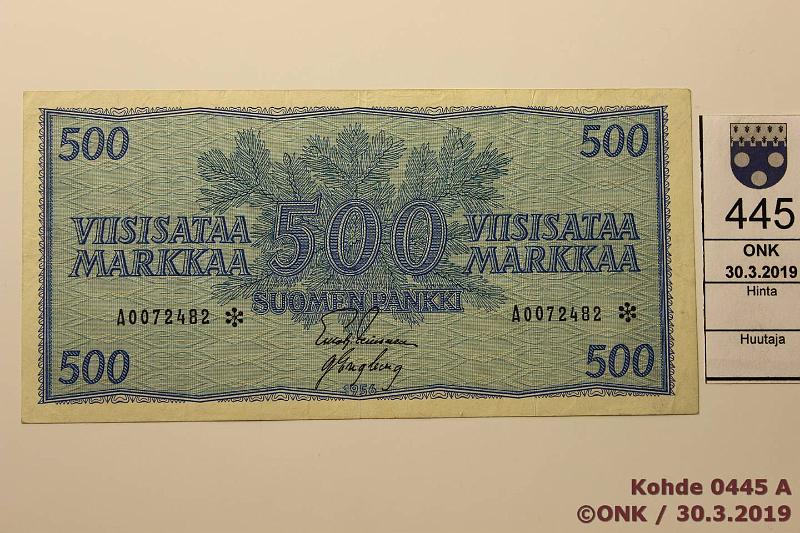 500
500
VIISISATAA
MARKKAA
500
VIISISATAA
MARKKAA
SUOMEN PANKKI
A0072482 *
A0072482 *
500
1956
500
445
ONK
30.3.2019
Hinta
Huutaja
Kohde 0445 A
©ONK / 30.3.2019